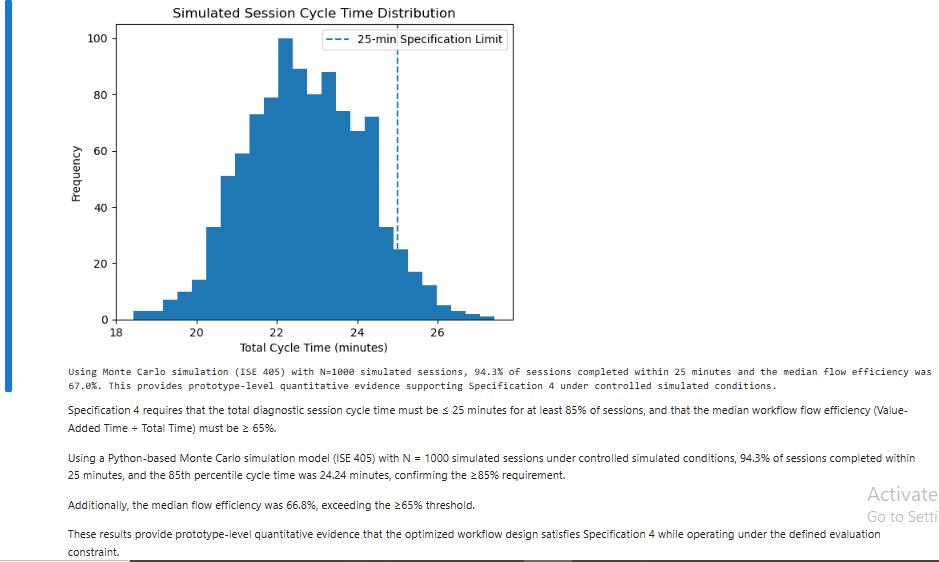 Simulated Session Cycle Time Distribution
25-min Specification Limit
100
80
60
40
20
0
Frequency
18 20 22 24 26
Total Cycle Time (minutes)
Using Monte Carlo simulation (ISE 405) with N=1000 simulated sessions, 94.3% of sessions completed within 25 minutes and the median flow efficiency was
67.0%. This provides prototype-level quantitative evidence supporting Specification 4 under controlled simulated conditions.
Specification 4 requires that the total diagnostic session cycle time must be ≤ 25 minutes for at least 85% of sessions, and that the median workflow flow efficiency (Value-
Added Time ÷ Total Time) must be ≥ 65%.
Using a Python-based Monte Carlo simulation model (ISE 405) with N = 1000 simulated sessions under controlled simulated conditions, 94.3% of sessions completed within
25 minutes, and the 85th percentile cycle time was 24.24 minutes, confirming the ≥85% requirement.
Additionally, the median flow efficiency was 66.8%, exceeding the ≥65% threshold.
Activate
Go to Setti
These results provide prototype-level quantitative evidence that the optimized workflow design satisfies Specification 4 while operating under the defined evaluation
constraint.